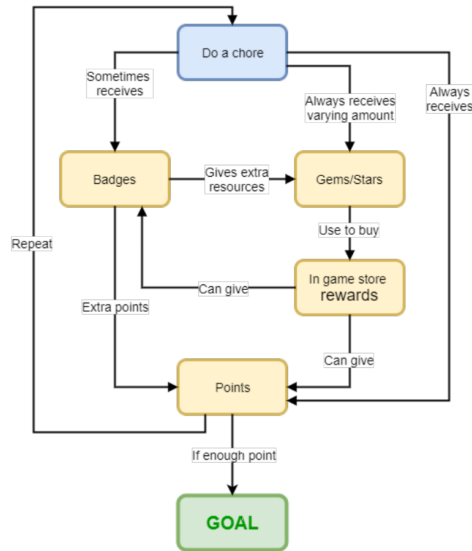 Do a chore
Sometimes
receives
Always receives
varying amount
Always
receives
Badges
Gives extra
resources
Gems/Stars
Use to buy
Repeat
Can give
In game store
rewards
Extra points
Can give
Points
If enough point
GOAL